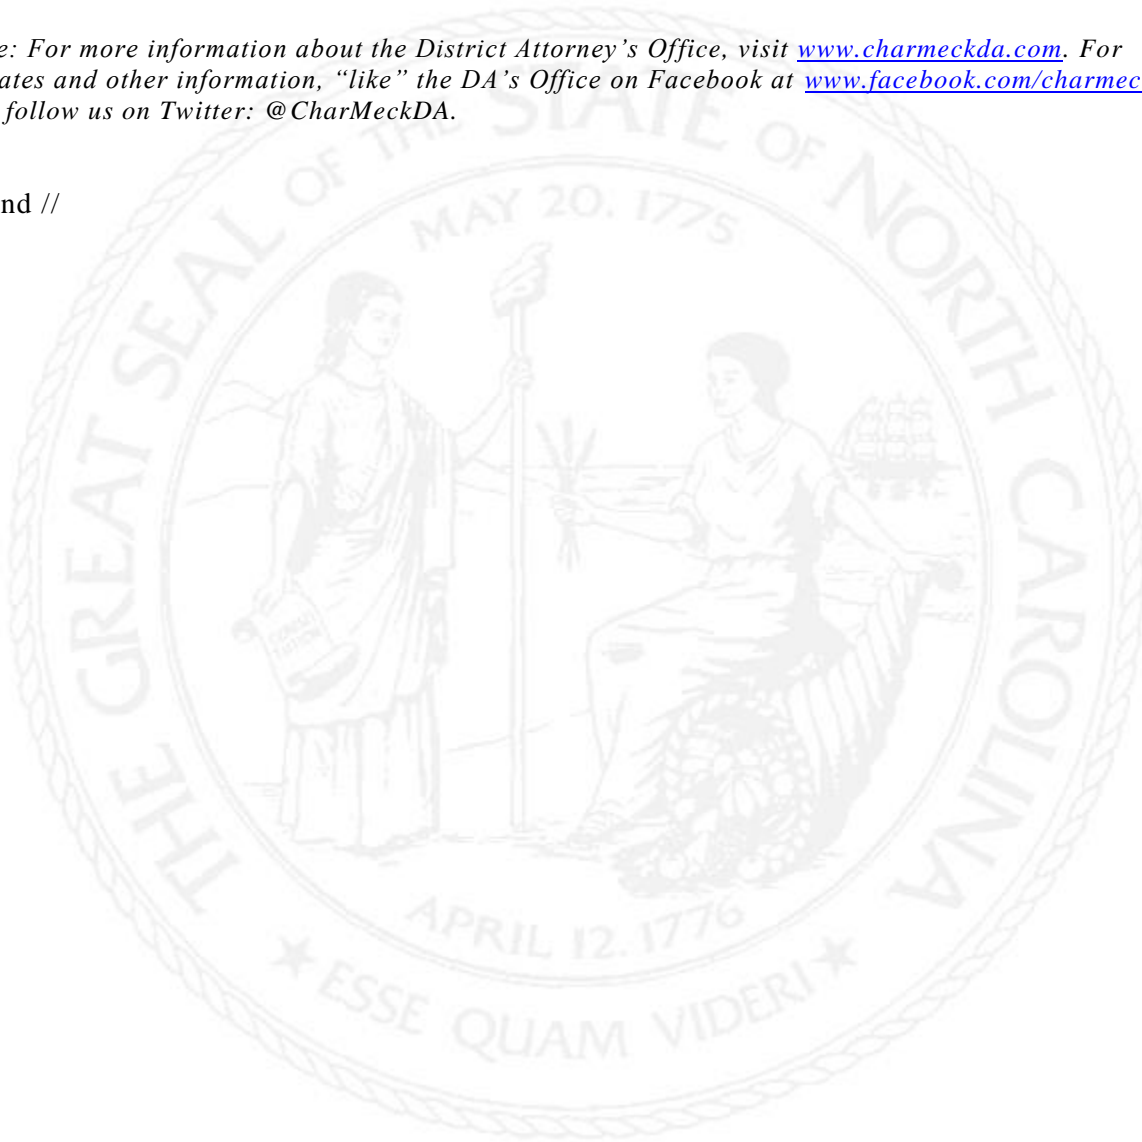 e: For more information about the District Attorney’s Office, visit www.charmeckda.com. For
ates and other information, “like” the DA’s Office on Facebook at www.facebook.com/charmec
follow us on Twitter: @CharMeckDA.
nd //
THE GREAT SEAL OF THE STATE OF NORTH CAROLINA
MAY 20, 1775
CONSTI
TUTION
APRIL 12, 1776
★ ESSE QUAM VIDERI ★